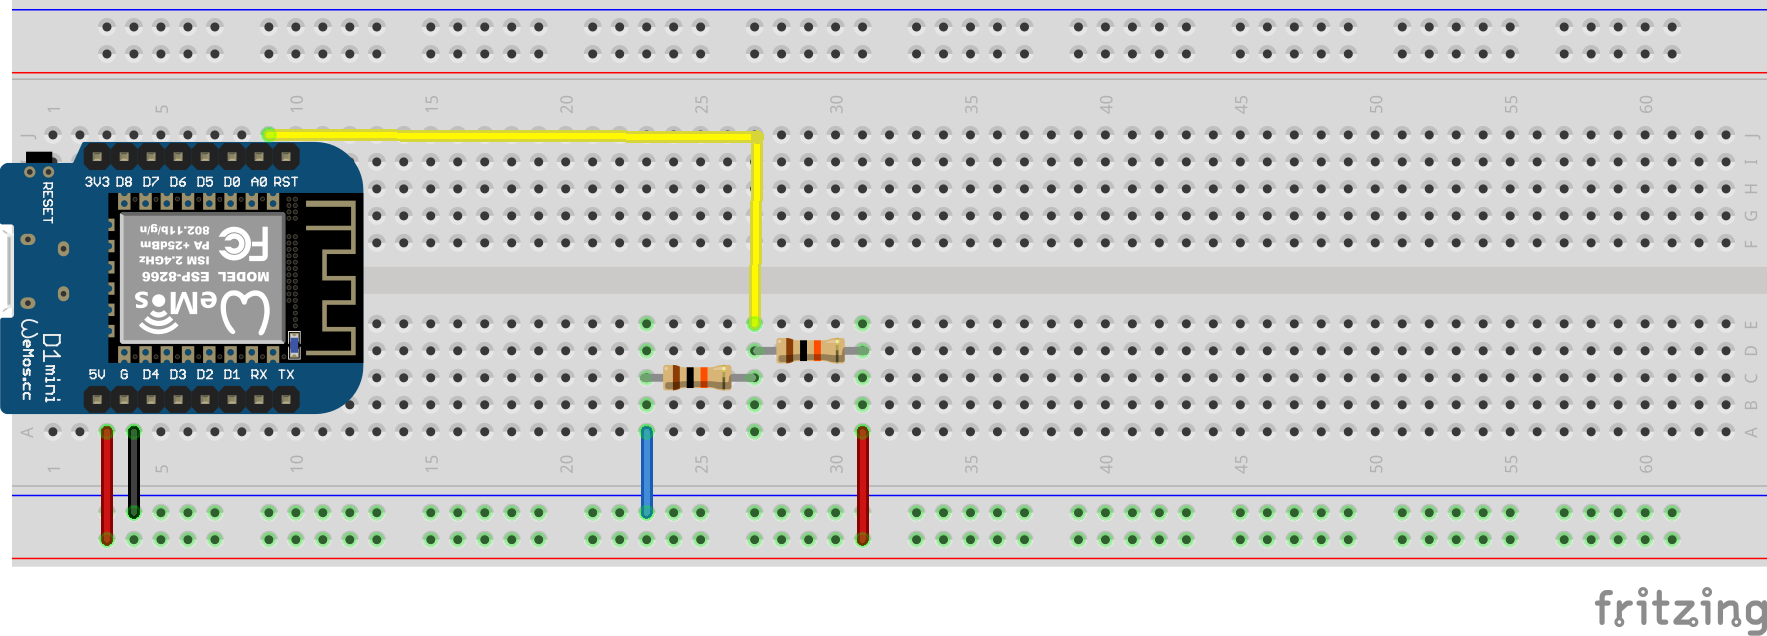 1 5 10 15 20 25 30 35 40 45 50 55 60
J J
I
H
G
F
3V3 D8 D7 D6 D5 D0 A0 RST
RESET
WeMos
MODEL ESP-8266
ISM 2.4GHz
PA +25dBm
802.11b/g/n
FC
D1 mini
WeMos.cc
5V G D4 D3 D2 D1 RX TX
E
D
C
B
A A
1 5 10 15 20 25 30 35 40 45 50 55 60
fritzing